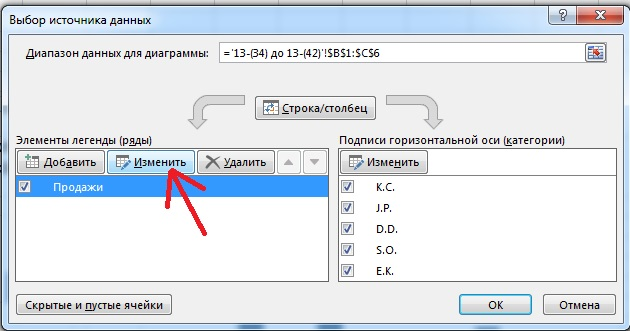 Выбор источника данных
Диапазон данных для диаграммы: ='13-(34) до 13-(42)'!$B$1:$C$6
Строка/столбец
Элементы легенды (ряды)
Добавить Изменить Удалить
Продажи
Подписи горизонтальной оси (категории)
Изменить
K.C.
J.P.
D.D.
S.O.
E.K.
Скрытые и пустые ячейки
ОК Отмена